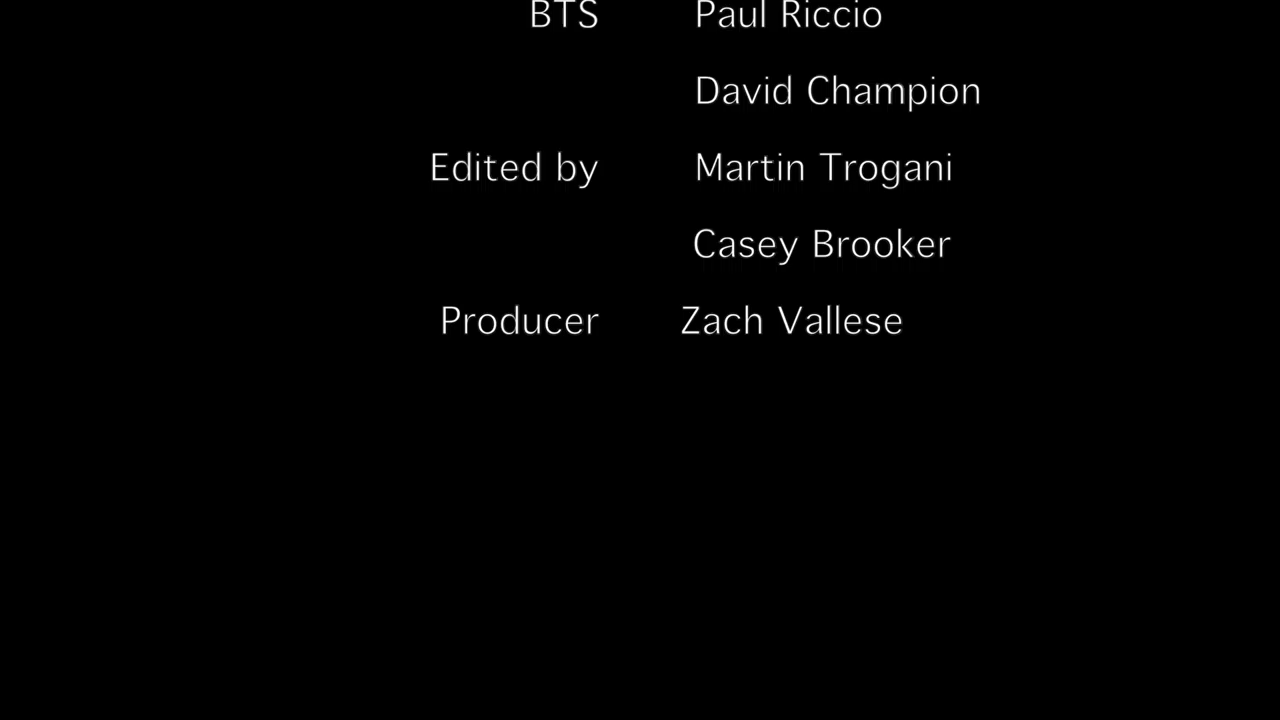 BTS Paul Riccio
David Champion
Edited by Martin Trogani
Casey Brooker
Producer Zach Vallese